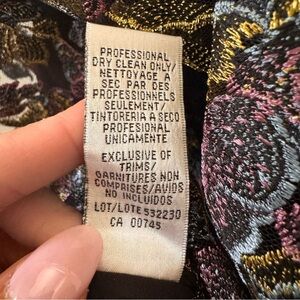 PROFESSIONAL
DRY CLEAN ONLY/
NETTOYAGE A
SEC PAR DES
PROFESSIONNELS
SEULEMENT/
TINTORERIA A SECO
PROFESIONAL
UNICAMENTE
EXCLUSIVE OF
TRIMS/
GARNITURES NON
COMPRISES/AVIOS
NO INCLUIDOS
LOT/LOTE 532230
CA 00745